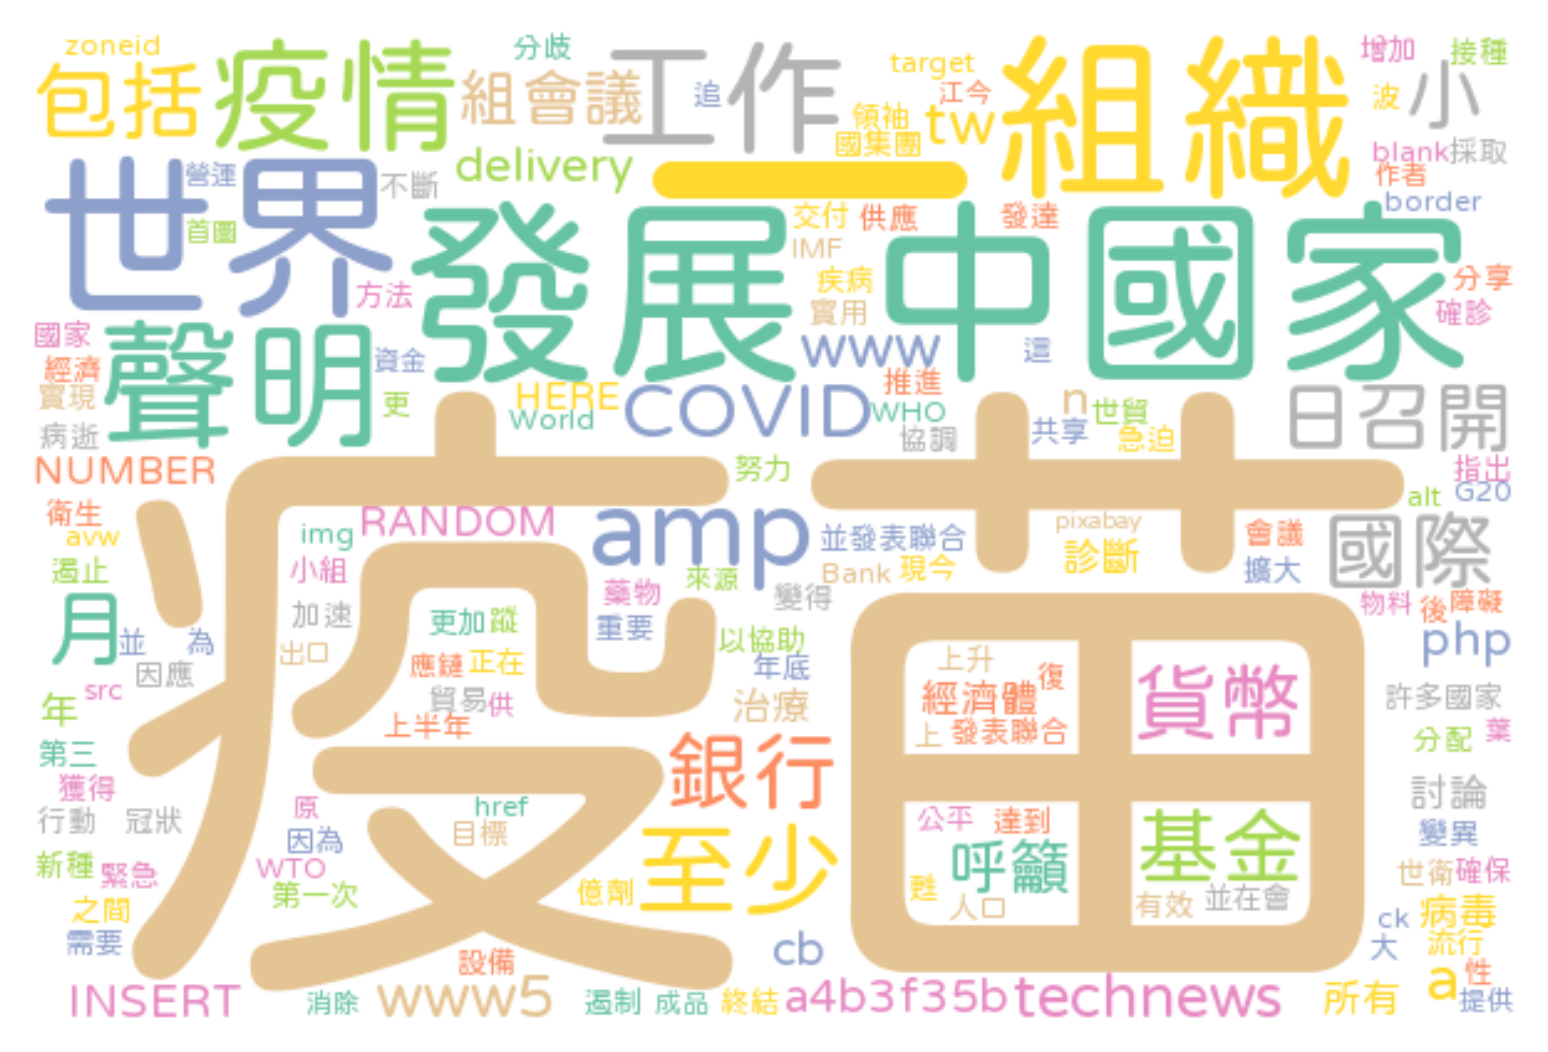 zoneid
包括
疫情
分歧
組會議
工作
追
target
江今
領袖
國集團
tw
組織
增加
接種
波
小
blank
採取
作者
border
世界
營運
首圖
不斷
delivery
一
方法
發展中國家
交付
供應
IMF
疾病
實用
發達
分享
確診
國家
經濟
實現
病逝
聲明
資金
更
HERE
World
COVID
www
推進
WHO
協調
這
n
世貿
共享
急迫
日召開
NUMBER
衛生
avw
遏止
疫苗
努力
指出
alt
G20
img
RANDOM
amp
並發表聯合
Bank
現今
pixabay
診斷
會議
擴大
國際
小組
藥物
來源
變得
物料
後
障礙
月
並
為
因應
加速
出口
更加
蹤
重要
以協助
年底
php
應鏈
正在
貿易
供
上半年
治療
上升
復
經濟體
上
發表聯合
貨幣
許多國家
年
src
第三
獲得
行動
冠狀
分配
葉
銀行
討論
變異
原
因為
href
目標
公平
達到
呼籲
基金
新種
緊急
WTO
第一次
億劑
至少
甦
人口
有效
並在會
世衛
確保
之間
需要
ck
病毒
大
流行
設備
cb
INSERT
消除
www5
遏制
成品
終結
a4b3f35b
technews
所有
a
性
提供